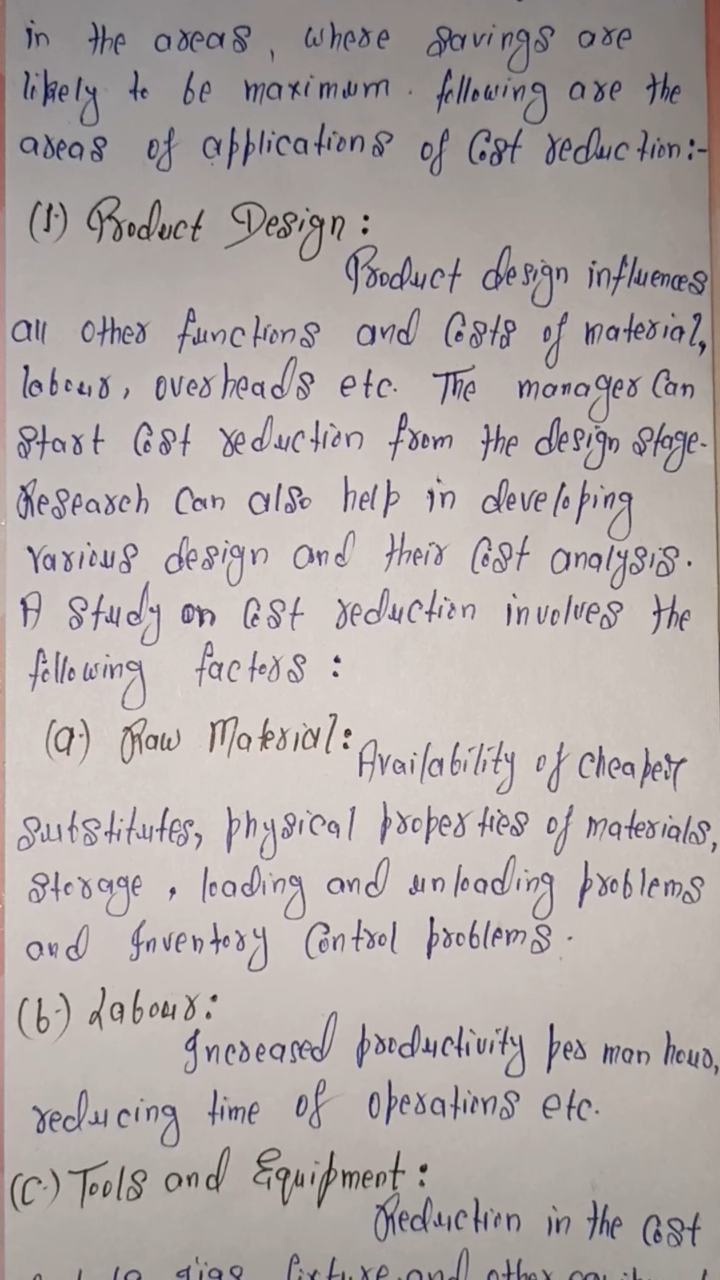 in the areas, where savings are
likely to be maximum. following are the
areas of applications of Cost reduction:-
(1.) Product Design:
Product design influences
all other functions and Costs of material,
labour, overheads etc. The manager Can
start Cost reduction from the design stage.
Research Can also help in developing
various design and their Cost analysis.
A study on Cost reduction involves the
following factors:
(a.) Raw Material:
Availability of cheaper
substitutes, physical properties of materials,
storage, loading and unloading problems
and Inventory Control problems.
(b.) Labour:
Increased productivity per man hour,
reducing time of operations etc.
(C.) Tools and Equipment:
Reduction in the Cost
jigs fixture and other